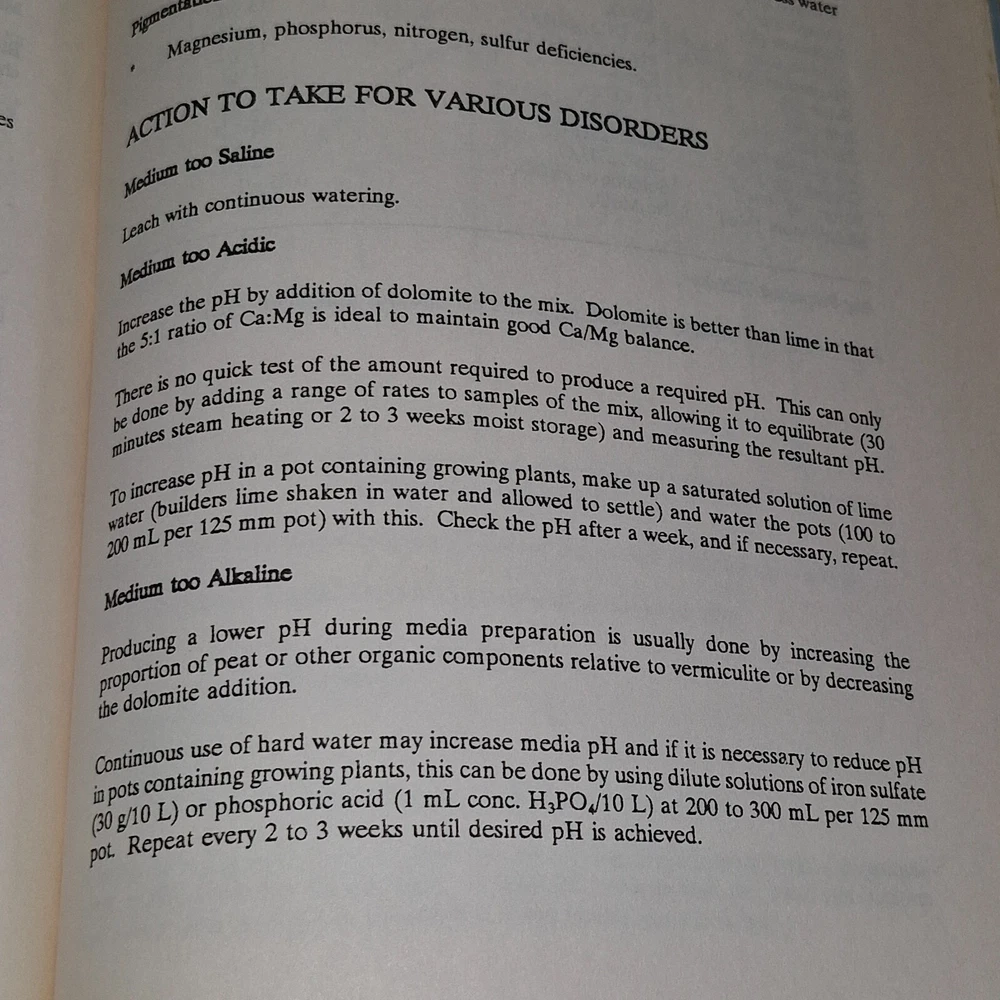 water
Magnesium, phosphorus, nitrogen, sulfur deficiencies.
es
ACTION TO TAKE FOR VARIOUS DISORDERS
Medium too Saline
Leach with continuous watering.
Medium too Acidic
Increase the pH by addition of dolomite to the mix. Dolomite is better than lime in that
the 5:1 ratio of Ca:Mg is ideal to maintain good Ca/Mg balance.
There is no quick test of the amount required to produce a required pH. This can only
be done by adding a range of rates to samples of the mix, allowing it to equilibrate (30
minutes steam heating or 2 to 3 weeks moist storage) and measuring the resultant pH.
To increase pH in a pot containing growing plants, make up a saturated solution of lime
water (builders lime shaken in water and allowed to settle) and water the pots (100 to
200 mL per 125 mm pot) with this. Check the pH after a week, and if necessary, repeat.
Medium too Alkaline
Producing a lower pH during media preparation is usually done by increasing the
proportion of peat or other organic components relative to vermiculite or by decreasing
the dolomite addition.
Continuous use of hard water may increase media pH and if it is necessary to reduce pH
in pots containing growing plants, this can be done by using dilute solutions of iron sulfate
(30 g/10 L) or phosphoric acid (1 mL conc. H₃PO₄/10 L) at 200 to 300 mL per 125 mm
pot. Repeat every 2 to 3 weeks until desired pH is achieved.